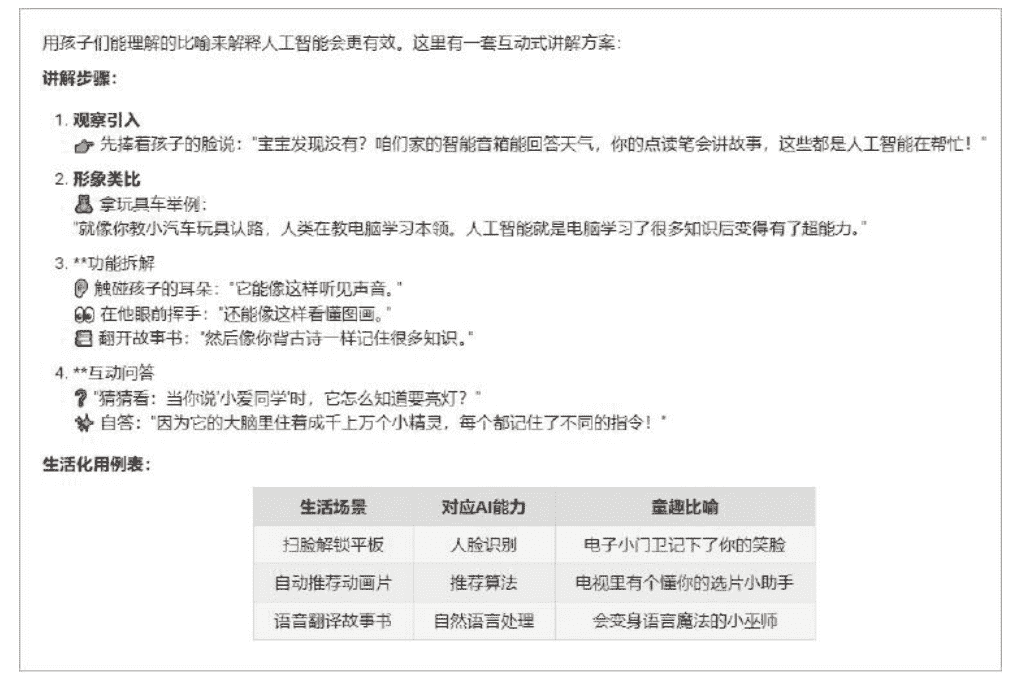 用孩子们能理解的比喻来解释人工智能会更有效。这里有一套互动式讲解方案：
讲解步骤：
1. 观察引入
👉 先捧着孩子的脸说："宝宝发现没有？咱们家的智能音箱能回答天气，你的点读笔会讲故事，这些都是人工智能在帮忙！"
2. 形象类比
🧸 拿玩具车举例：
"就像你教小汽车玩具认路，人类在教电脑学习本领。人工智能就是电脑学习了很多知识后变得有了超能力。"
3. **功能拆解
👂 触碰孩子的耳朵："它能像这样听见声音。"
👀 在他眼前挥手："还能像这样看懂图画。"
📒 翻开故事书："然后像你背古诗一样记住很多知识。"
4. **互动问答
❓ "猜猜看：当你说'小爱同学'时，它怎么知道要亮灯？"
✨ 自答："因为它的大脑里住着成千上万个小精灵，每个都记住了不同的指令！"
生活化用例表：
生活场景 对应AI能力 童趣比喻
扫脸解锁平板 人脸识别 电子小门卫记下了你的笑脸
自动推荐动画片 推荐算法 电视里有个懂你的选片小助手
语音翻译故事书 自然语言处理 会变身语言魔法的小巫师